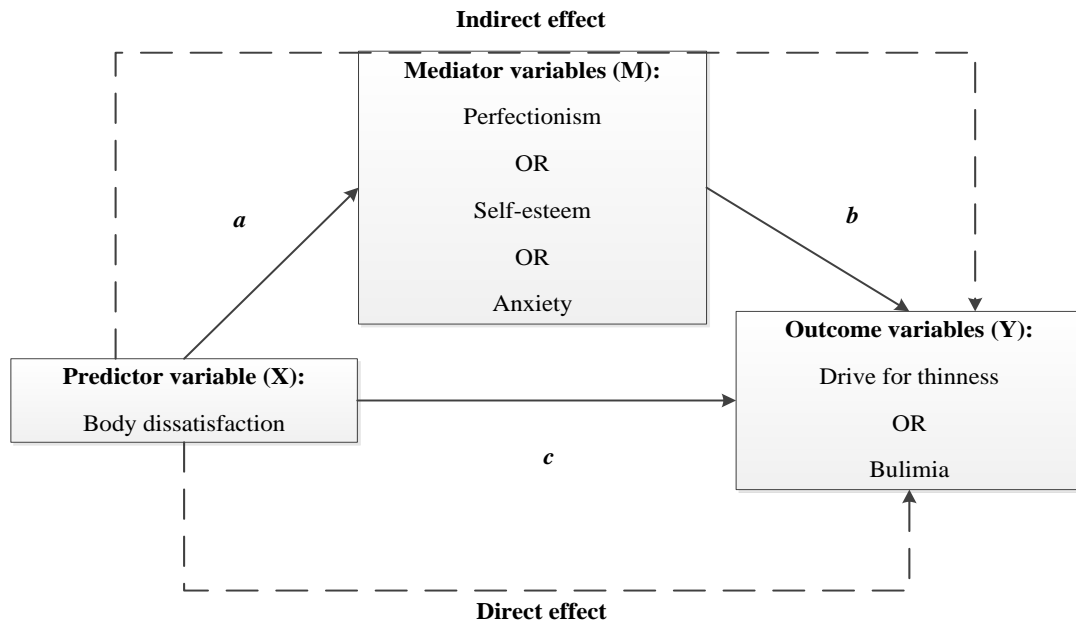 Indirect effect
Mediator variables (M):
Perfectionism
OR
Self-esteem
OR
Anxiety
a
b
Predictor variable (X):
Body dissatisfaction
c
Outcome variables (Y):
Drive for thinness
OR
Bulimia
Direct effect